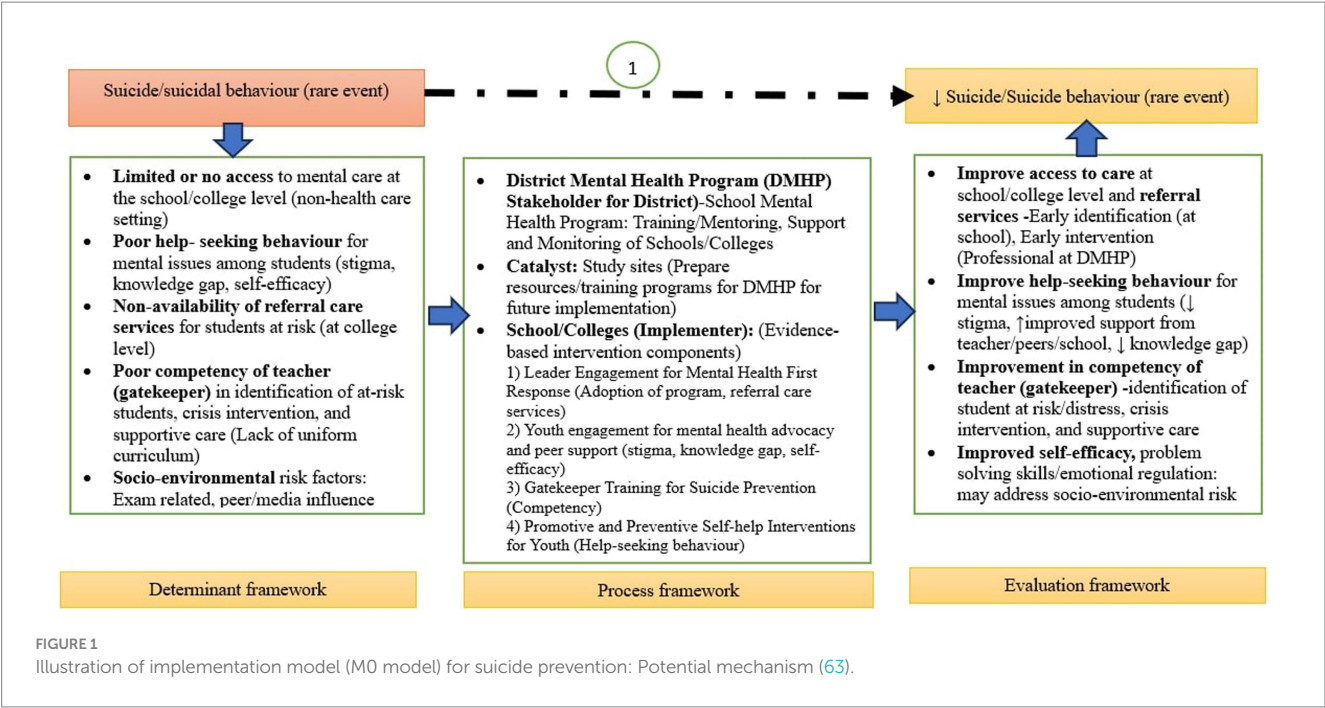 1
Suicide/suicidal behaviour (rare event)
↓ Suicide/Suicide behaviour (rare event)
• Limited or no access to mental care at
the school/college level (non-health care
setting)
• Poor help- seeking behaviour for
mental issues among students (stigma,
knowledge gap, self-efficacy)
• Non-availability of referral care
services for students at risk (at college
level)
• Poor competency of teacher
(gatekeeper) in identification of at-risk
students, crisis intervention, and
supportive care (Lack of uniform
curriculum)
• Socio-environmental risk factors:
Exam related, peer/media influence
• District Mental Health Program (DMHP)
Stakeholder for District)-School Mental
Health Program: Training/Mentoring, Support
and Monitoring of Schools/Colleges
• Catalyst: Study sites (Prepare
resources/training programs for DMHP for
future implementation)
• School/Colleges (Implementer): (Evidence-
based intervention components)
1) Leader Engagement for Mental Health First
Response (Adoption of program, referral care
services)
2) Youth engagement for mental health advocacy
and peer support (stigma, knowledge gap, self-
efficacy)
3) Gatekeeper Training for Suicide Prevention
(Competency)
4) Promotive and Preventive Self-help Interventions
for Youth (Help-seeking behaviour)
• Improve access to care at
school/college level and referral
services -Early identification (at
school), Early intervention
(Professional at DMHP)
• Improve help-seeking behaviour for
mental issues among students (↓
stigma, ↑improved support from
teacher/peers/school, ↓ knowledge gap)
• Improvement in competency of
teacher (gatekeeper) -identification of
student at risk/distress, crisis
intervention, and supportive care
• Improved self-efficacy, problem
solving skills/emotional regulation:
may address socio-environmental risk
Determinant framework
Process framework
Evaluation framework
FIGURE 1
Illustration of implementation model (M0 model) for suicide prevention: Potential mechanism (63).